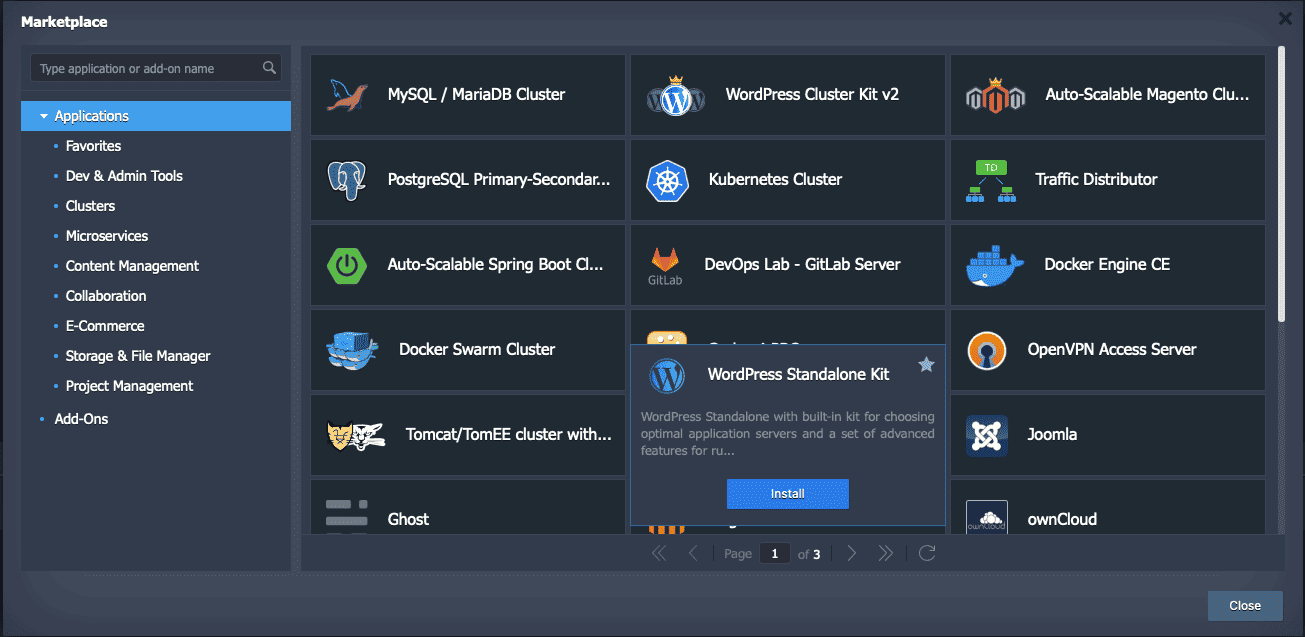 Marketplace
Type application or add-on name
Applications
Favorites
Dev & Admin Tools
Clusters
Microservices
Content Management
Collaboration
E-Commerce
Storage & File Manager
Project Management
Add-Ons
MySQL / MariaDB Cluster
WordPress Cluster Kit v2
Auto-Scalable Magento Clu...
PostgreSQL Primary-Secondar...
Kubernetes Cluster
TD
Traffic Distributor
Auto-Scalable Spring Boot Cl...
GitLab
DevOps Lab - GitLab Server
Docker Engine CE
Docker Swarm Cluster
OpenVPN Access Server
WordPress Standalone Kit
WordPress Standalone with built-in kit for choosing
optimal application servers and a set of advanced
features for ru...
Install
Tomcat/TomEE cluster with...
Joomla
Ghost
ownCloud
ownCloud
Page 1 of 3
Close